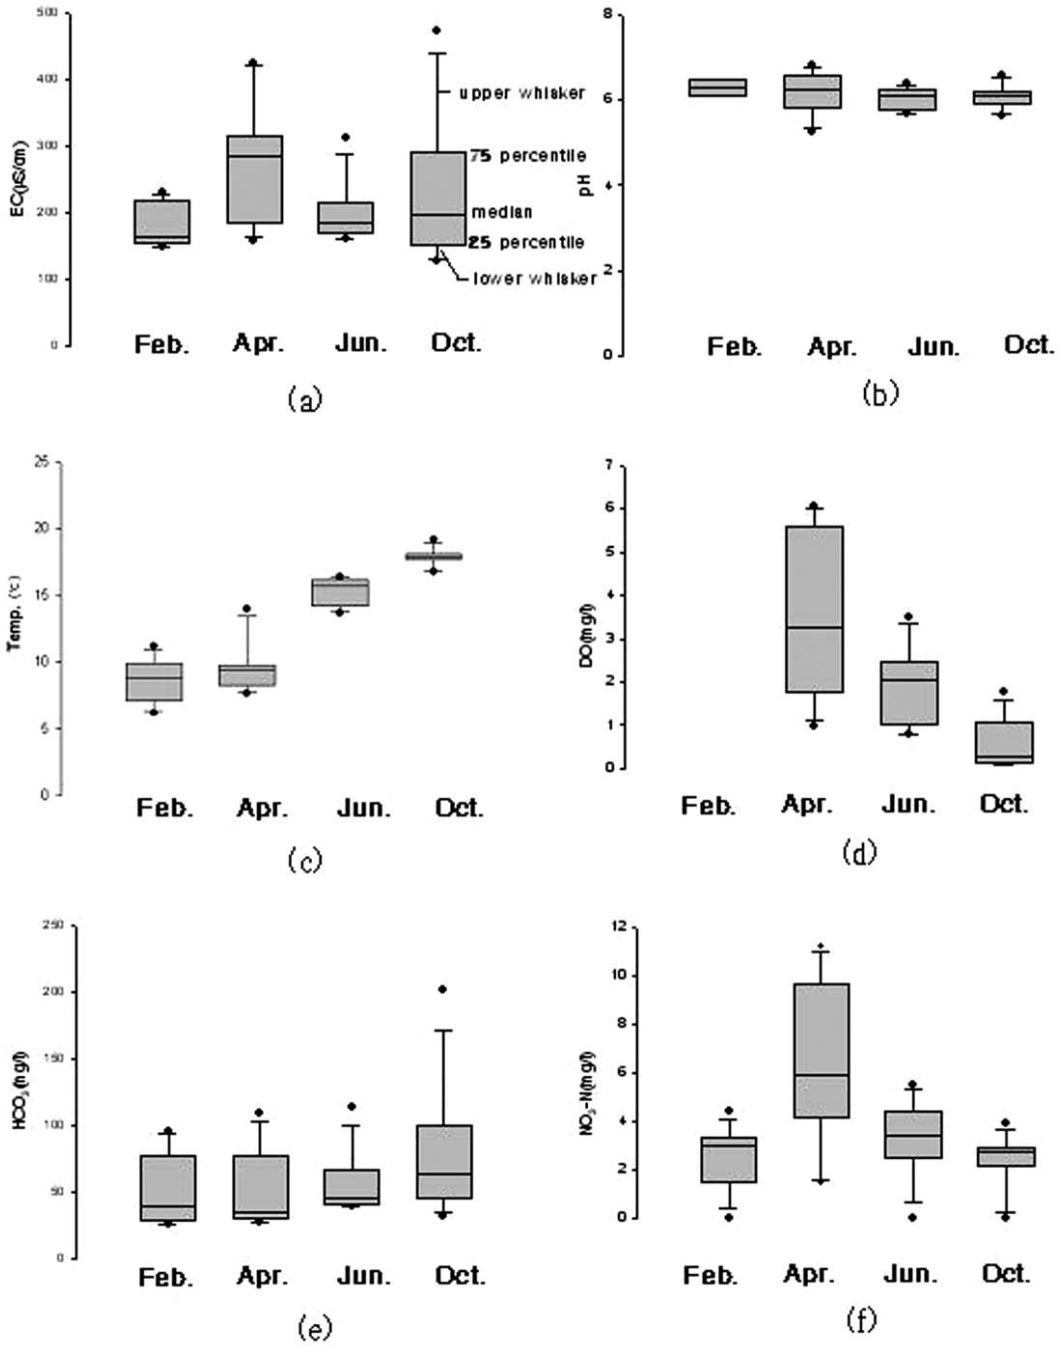 500
400
300
200
100
0
EC(μS/cm)
upper whisker
75 percentile
median
25 percentile
lower whisker
Feb. Apr. Jun. Oct.
(a)
8
6
4
2
0
pH
Feb. Apr. Jun. Oct.
(b)
25
20
15
10
5
0
Temp. (℃)
Feb. Apr. Jun. Oct.
(c)
7
6
5
4
3
2
1
0
DO(mg/l)
Feb. Apr. Jun. Oct.
(d)
250
200
150
100
50
0
HCO₃(mg/l)
Feb. Apr. Jun. Oct.
(e)
12
10
8
6
4
2
0
NO₃-N(mg/l)
Feb. Apr. Jun. Oct.
(f)